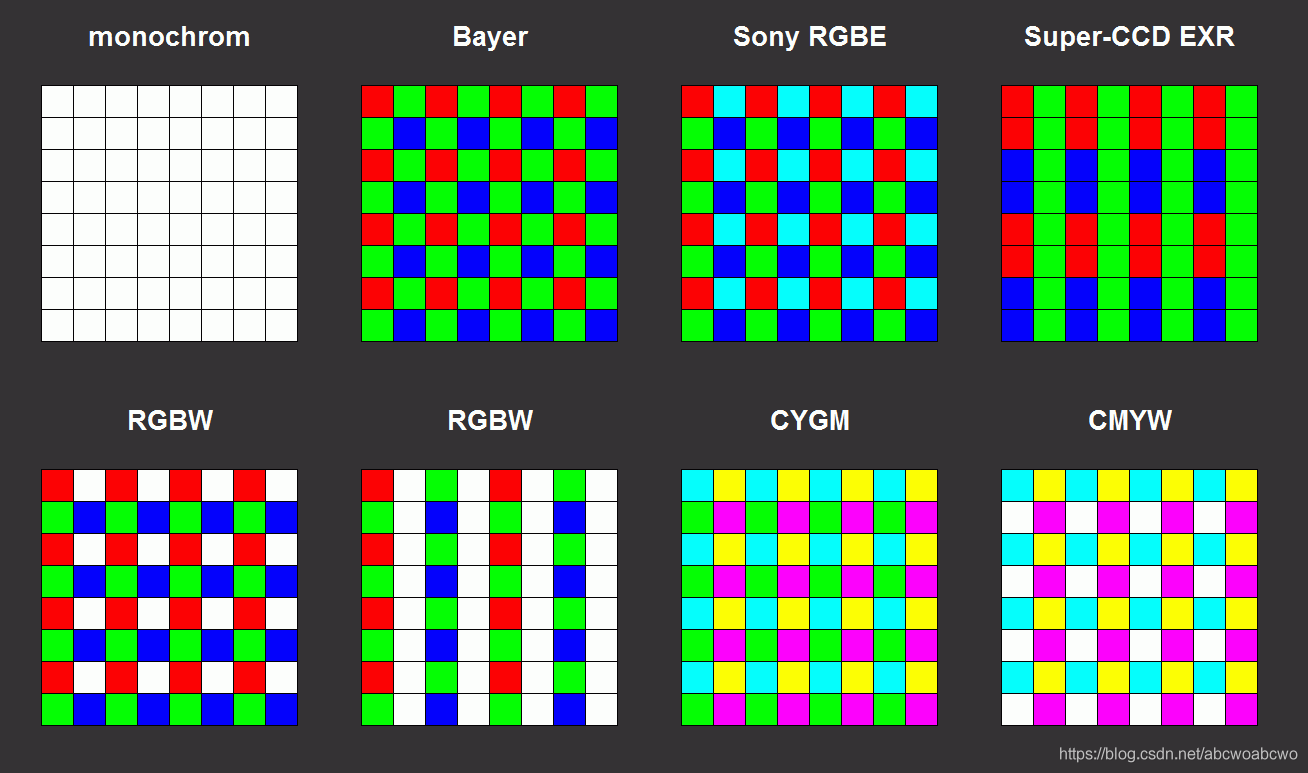 monochrom Bayer Sony RGBE Super-CCD EXR
RGBW RGBW CYGM CMYW
https://blog.csdn.net/abcwoabcwo